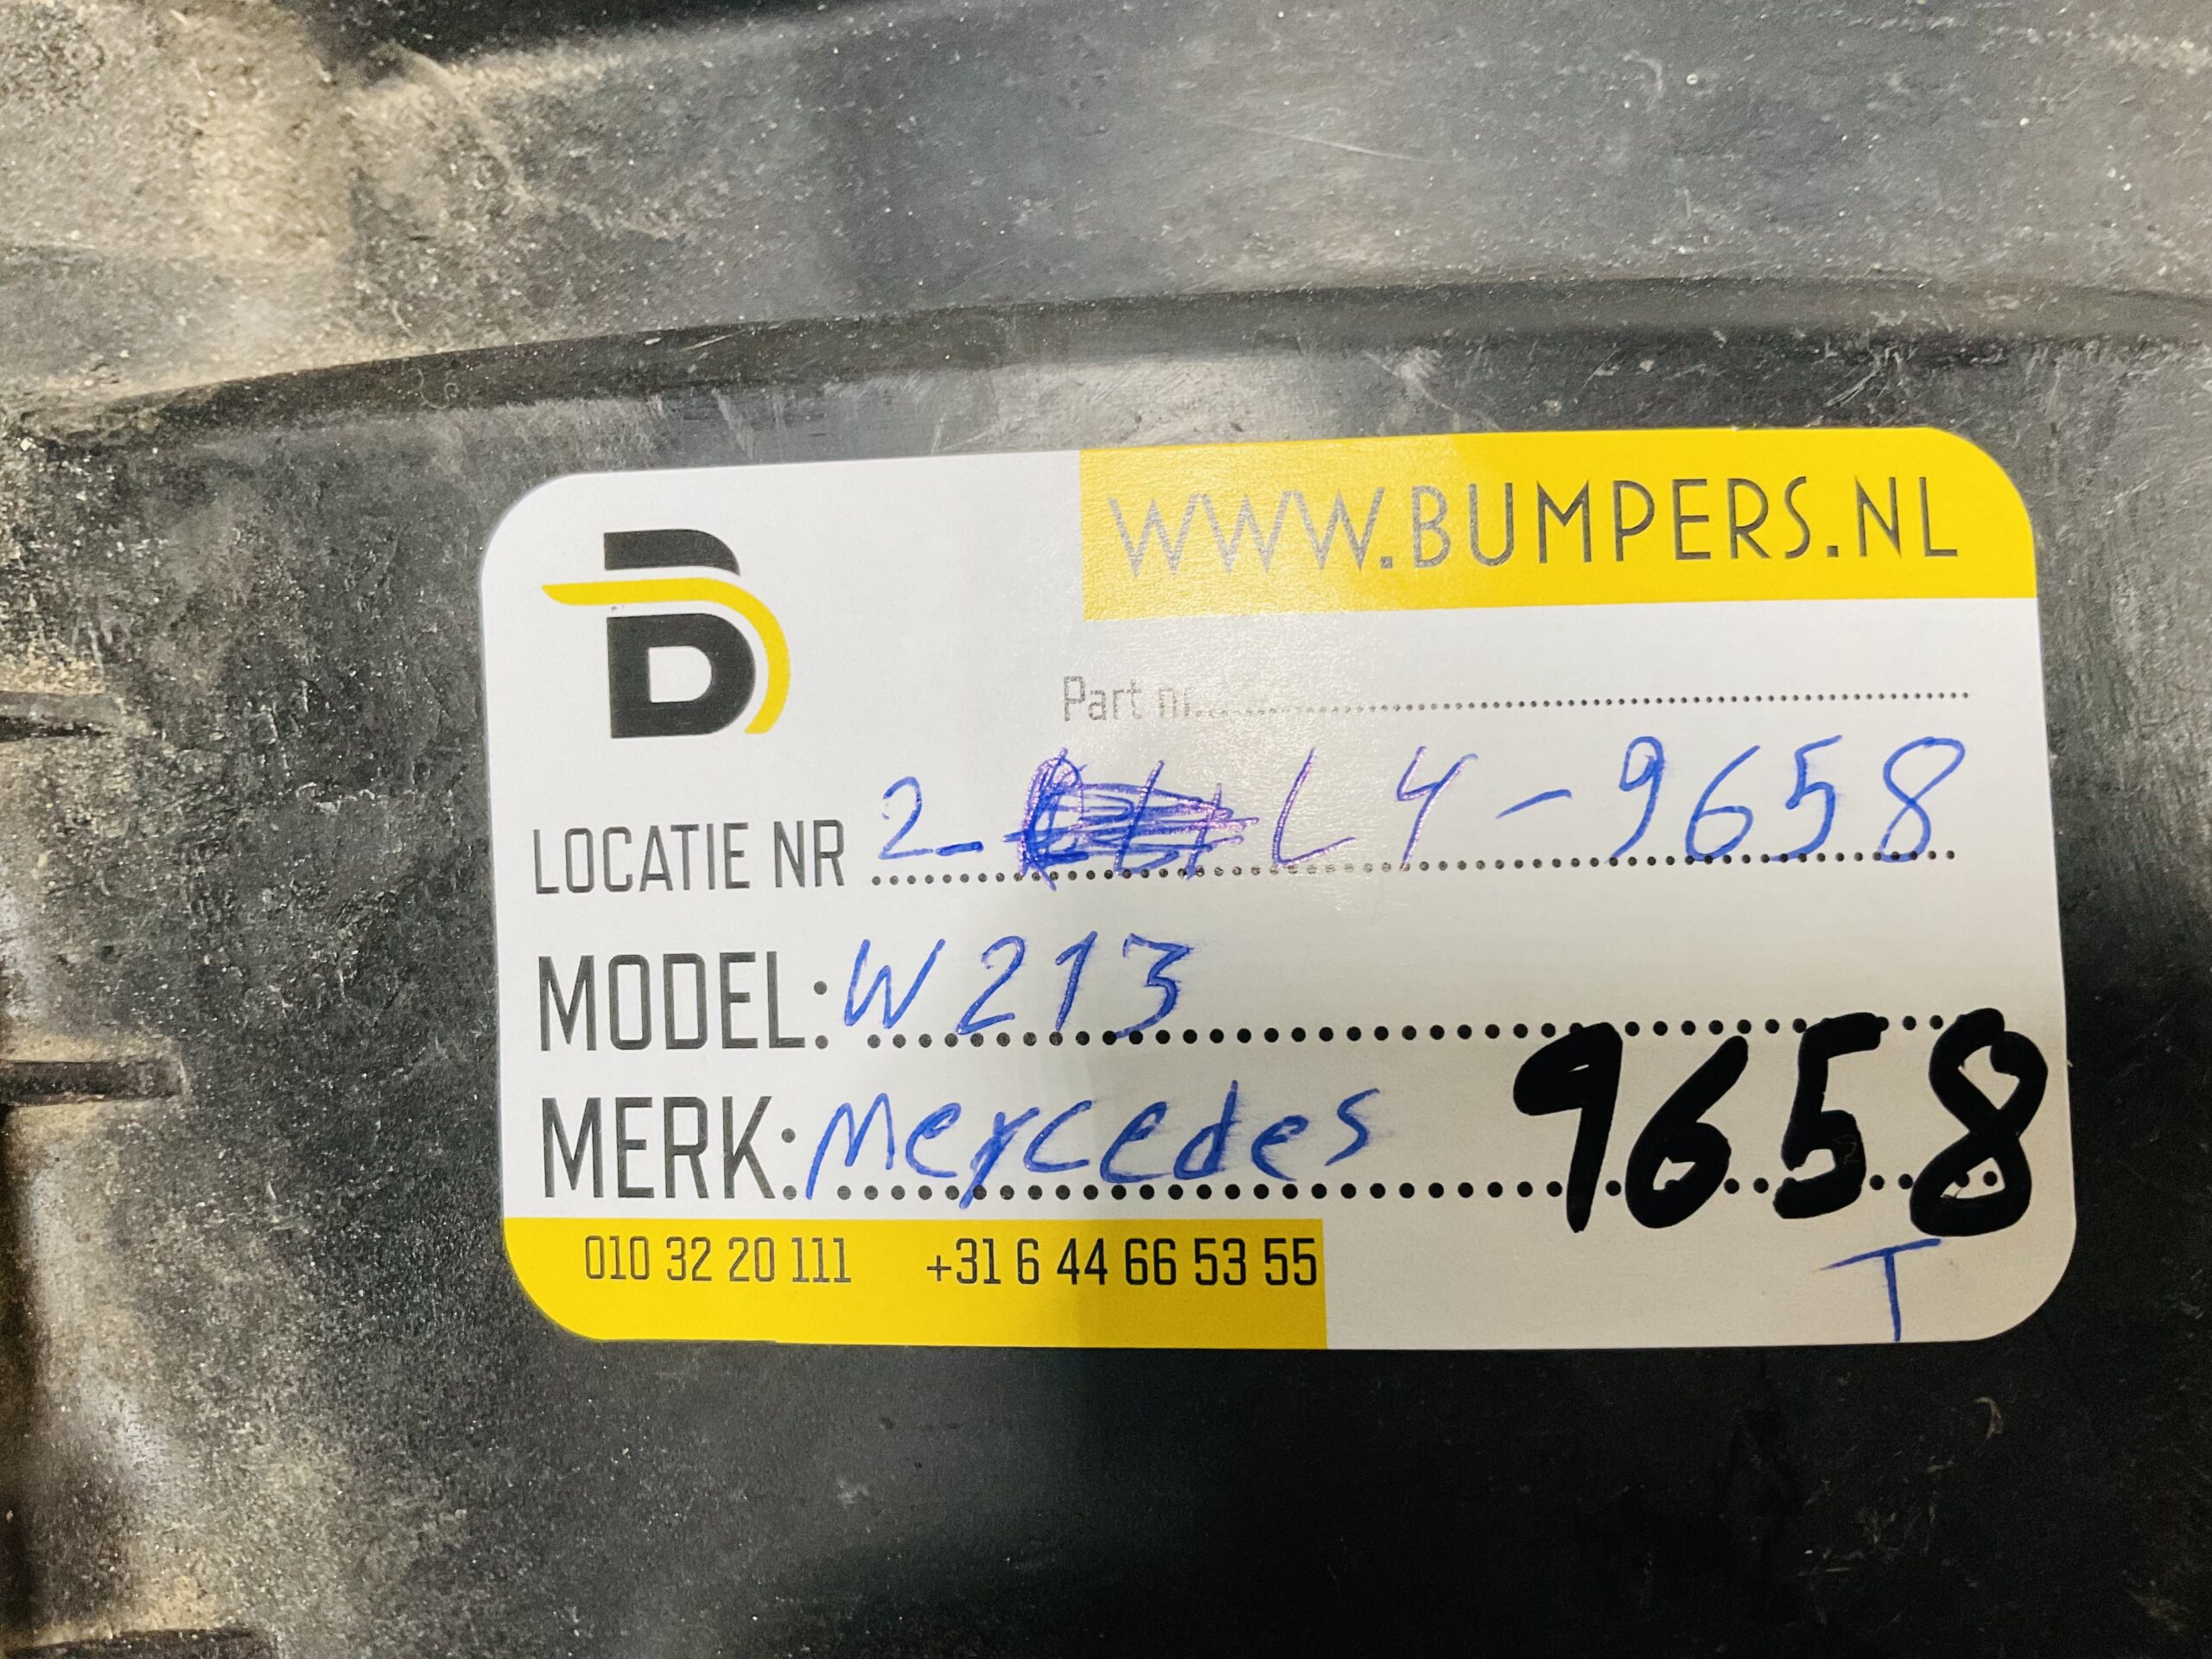 WWW.BUMPERS.NL
B
Part nr.
LOCATIE NR 2- L4-9658
MODEL: W213
MERK: Mercedes 9658
010 32 20 111 +31 6 44 66 53 55
T